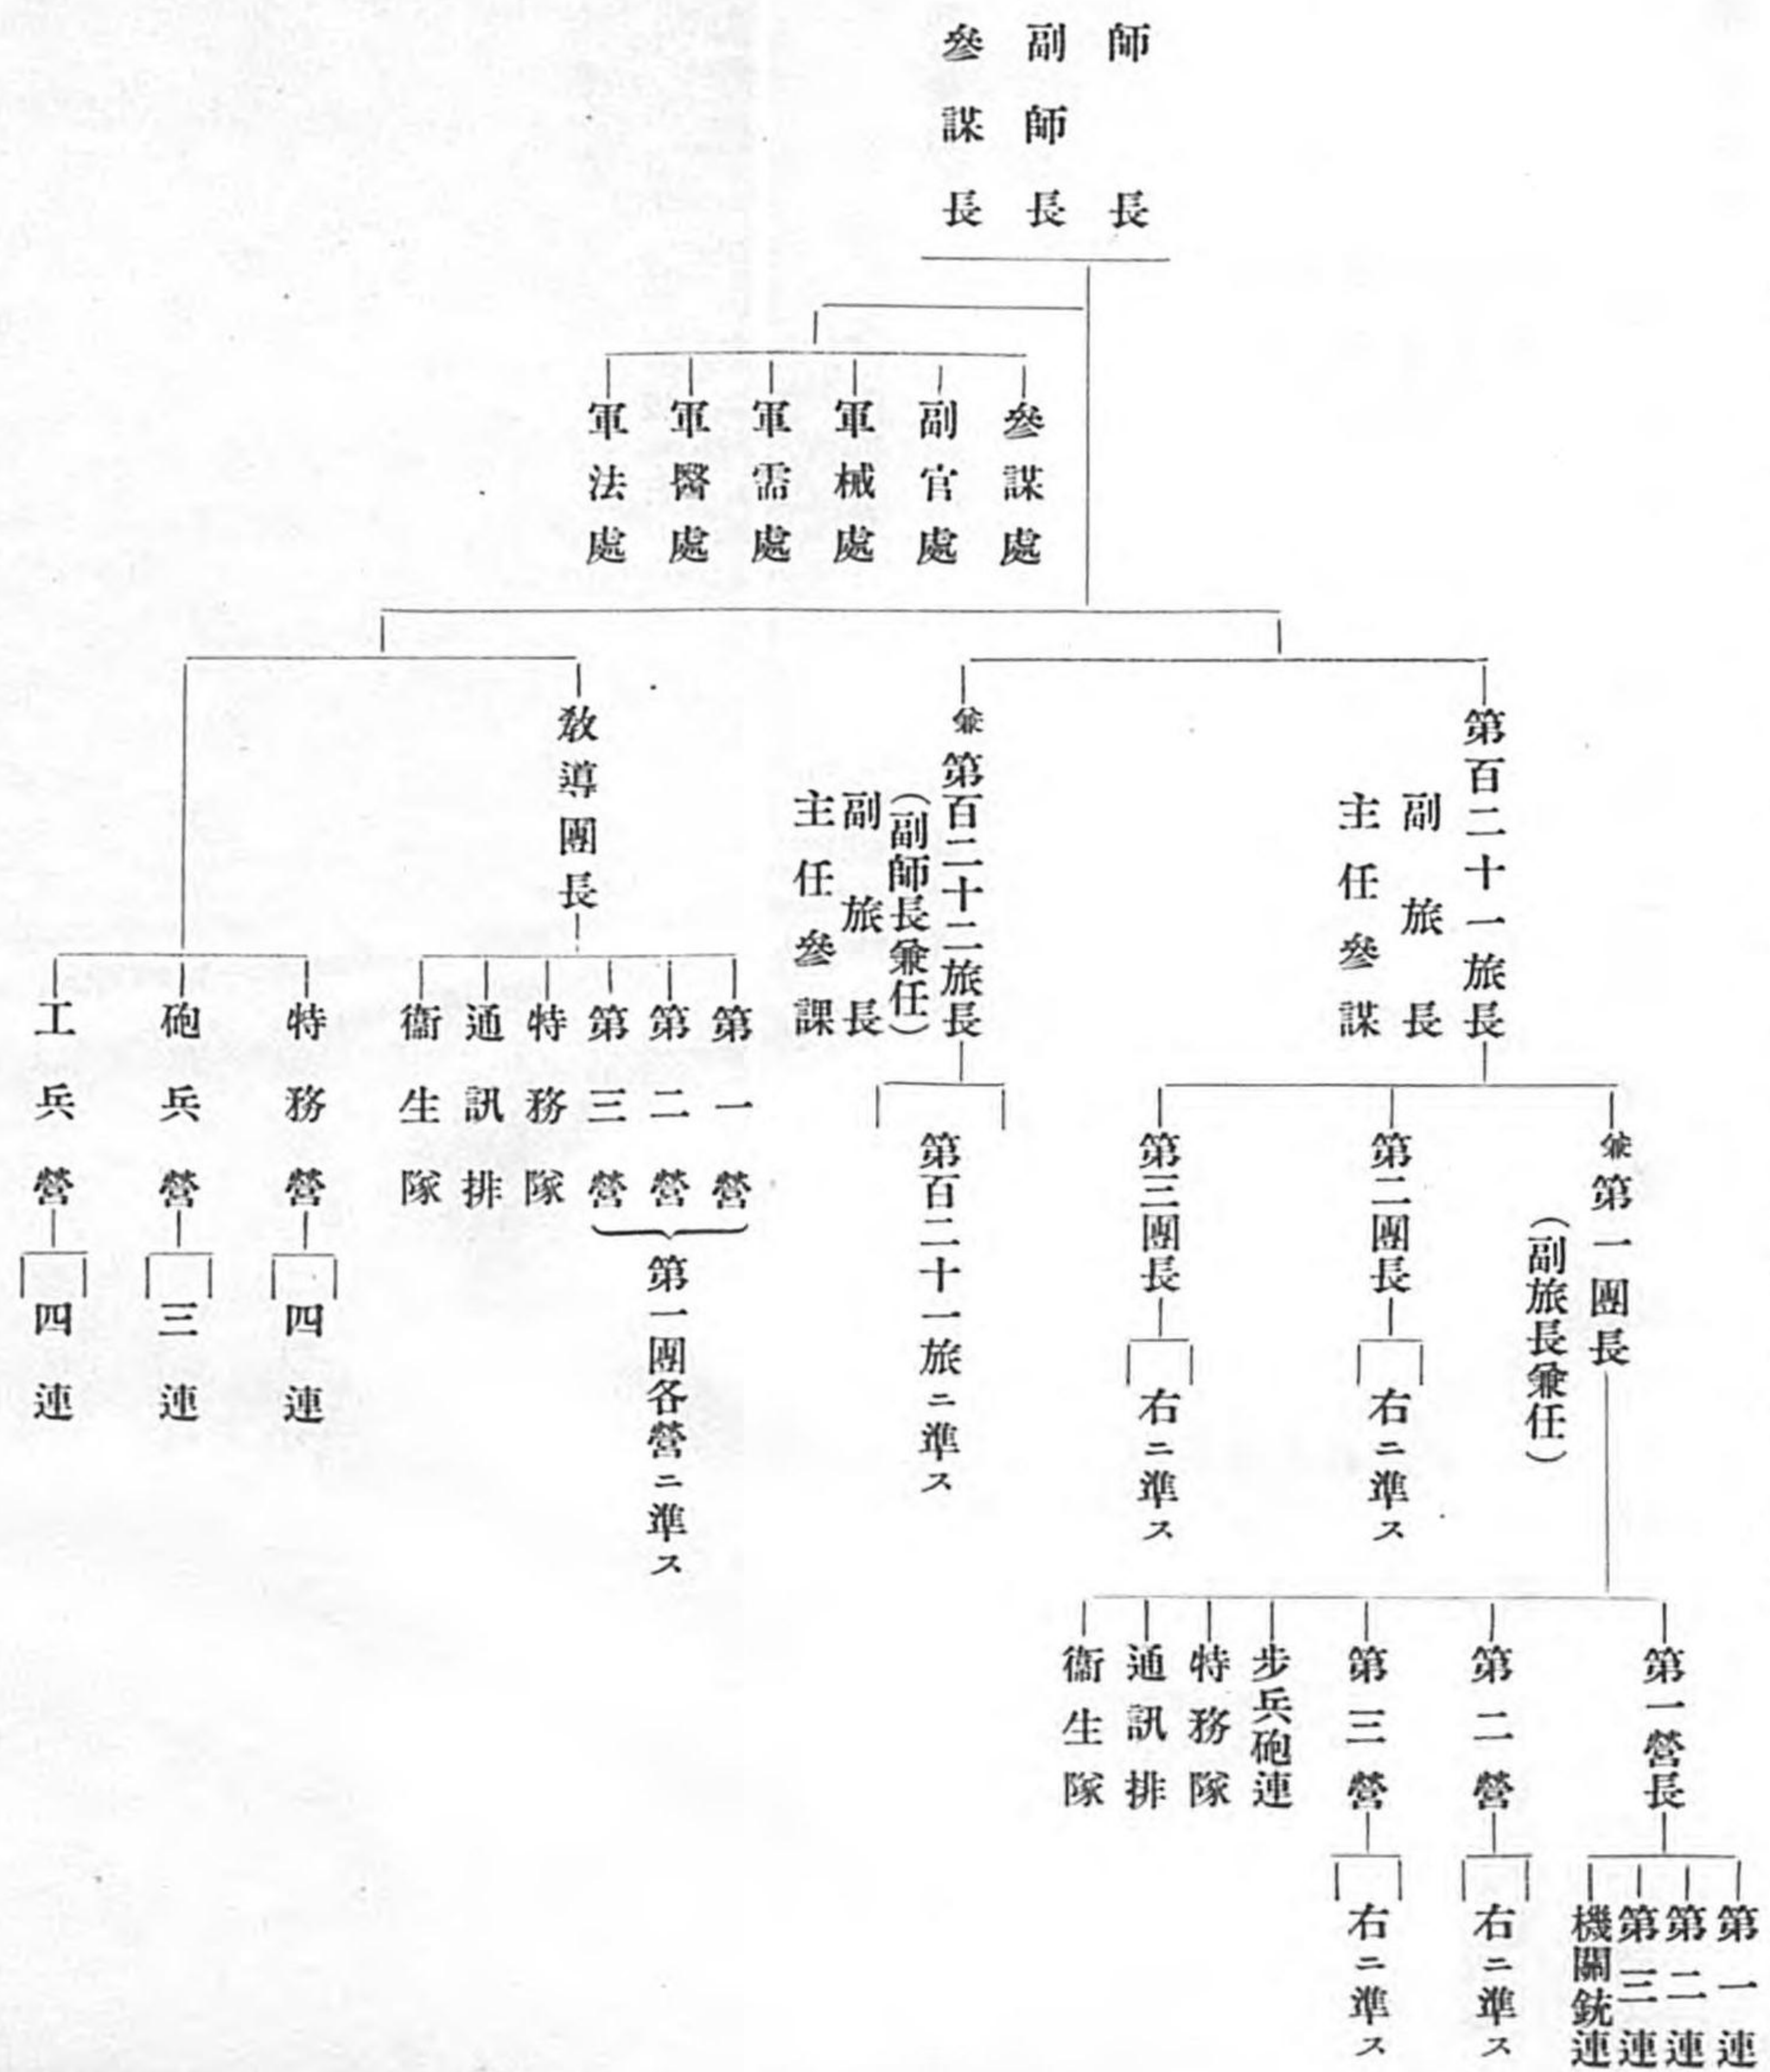 師長
副師長
參謀長
參謀處
副官處
軍械處
軍需處
軍醫處
軍法處
第百二十一旅長
副旅長
主任參謀
兼第一團長
(副旅長兼任)
第一營長
第一連
第二連
第三連
機關銃連
第二營
右ニ準ス
第三營
右ニ準ス
步兵砲連
特務隊
通訊排
衞生隊
第二團長
右ニ準ス
第三團長
右ニ準ス
兼第百二十二旅長
(副師長兼任)
副旅長
主任參課
第百二十一旅ニ準ス
敎導團長
第一營
第二營
第三營
第一團各營ニ準ス
特務隊
通訊排
衞生隊
特務營
四連
砲兵營
三連
工兵營
四連